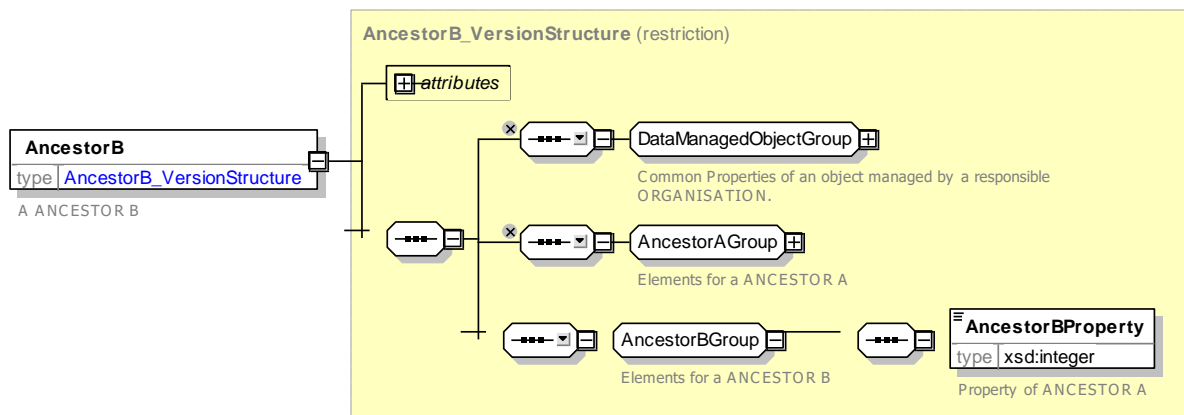 AncestorB_VersionStructure (restriction)
attributes
AncestorB
type AncestorB_VersionStructure
A ANCESTOR B
DataManagedObjectGroup
Common Properties of an object managed by a responsible
ORGANISATION.
AncestorAGroup
Elements for a ANCESTOR A
AncestorBGroup
Elements for a ANCESTOR B
AncestorBProperty
type xsd:integer
Property of ANCESTOR A